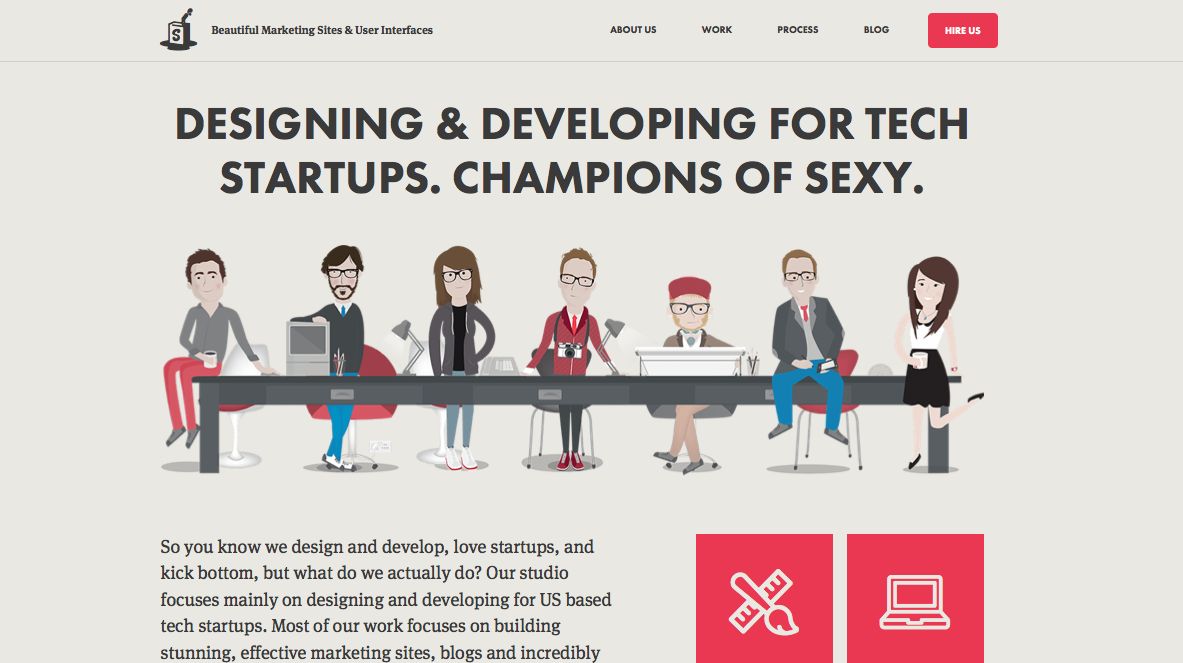 S
Beautiful Marketing Sites & User Interfaces
ABOUT US
WORK
PROCESS
BLOG
HIRE US
DESIGNING & DEVELOPING FOR TECH
STARTUPS. CHAMPIONS OF SEXY.
So you know we design and develop, love startups, and
kick bottom, but what do we actually do? Our studio
focuses mainly on designing and developing for US based
tech startups. Most of our work focuses on building
stunning, effective marketing sites, blogs and incredibly